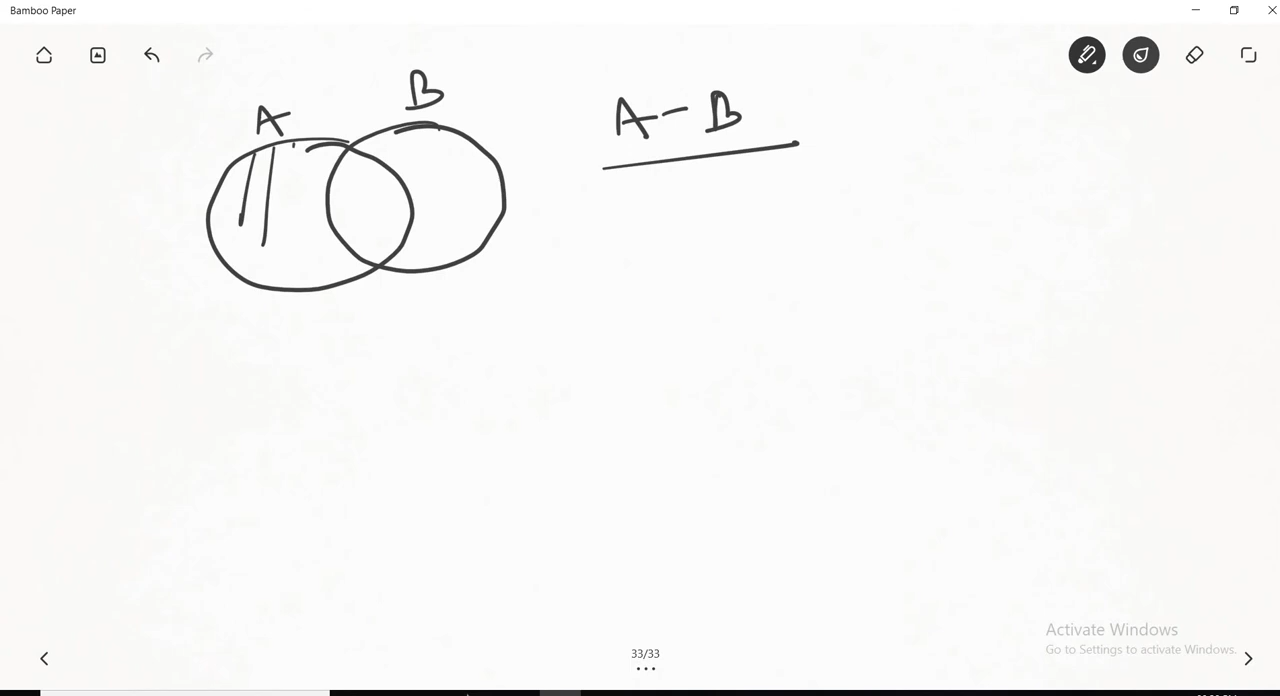 Bamboo Paper
B
A
A - B
33/33
Activate Windows
Go to Settings to activate Windows.